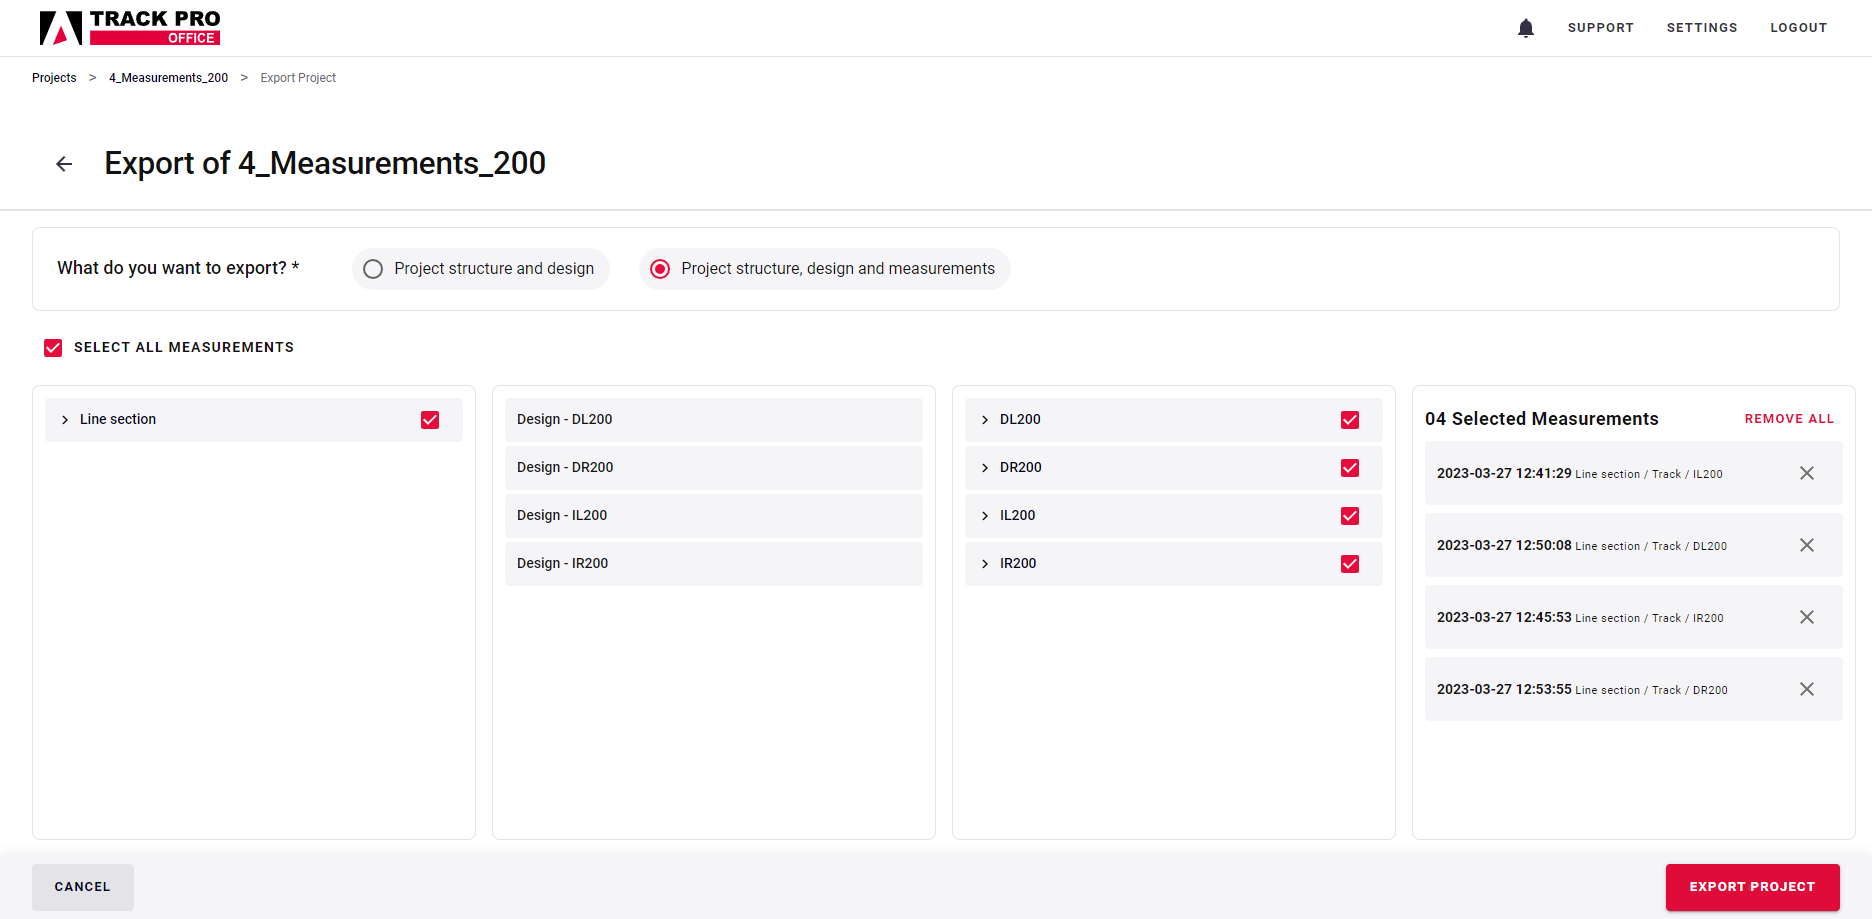 TRACK PRO
OFFICE
SUPPORT SETTINGS LOGOUT
Projects > 4_Measurements_200 > Export Project
Export of 4_Measurements_200
What do you want to export? * Project structure and design Project structure, design and measurements
SELECT ALL MEASUREMENTS
Line section
Design - DL200
Design - DR200
Design - IL200
Design - IR200
DL200
DR200
IL200
IR200
04 Selected Measurements REMOVE ALL
2023-03-27 12:41:29 Line section / Track / IL200
2023-03-27 12:50:08 Line section / Track / DL200
2023-03-27 12:45:53 Line section / Track / IR200
2023-03-27 12:53:55 Line section / Track / DR200
CANCEL EXPORT PROJECT